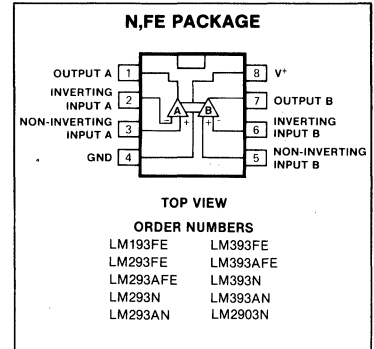 N,FE PACKAGE
OUTPUT A 1
8 V+
INVERTING INPUT A 2
7 OUTPUT B
NON-INVERTING INPUT A 3
6 INVERTING INPUT B
GND 4
5 NON-INVERTING INPUT B
A
B
- +
+ -
TOP VIEW
ORDER NUMBERS
LM193FE LM393FE
LM293FE LM393AFE
LM293AFE LM393N
LM293N LM393AN
LM293AN LM2903N